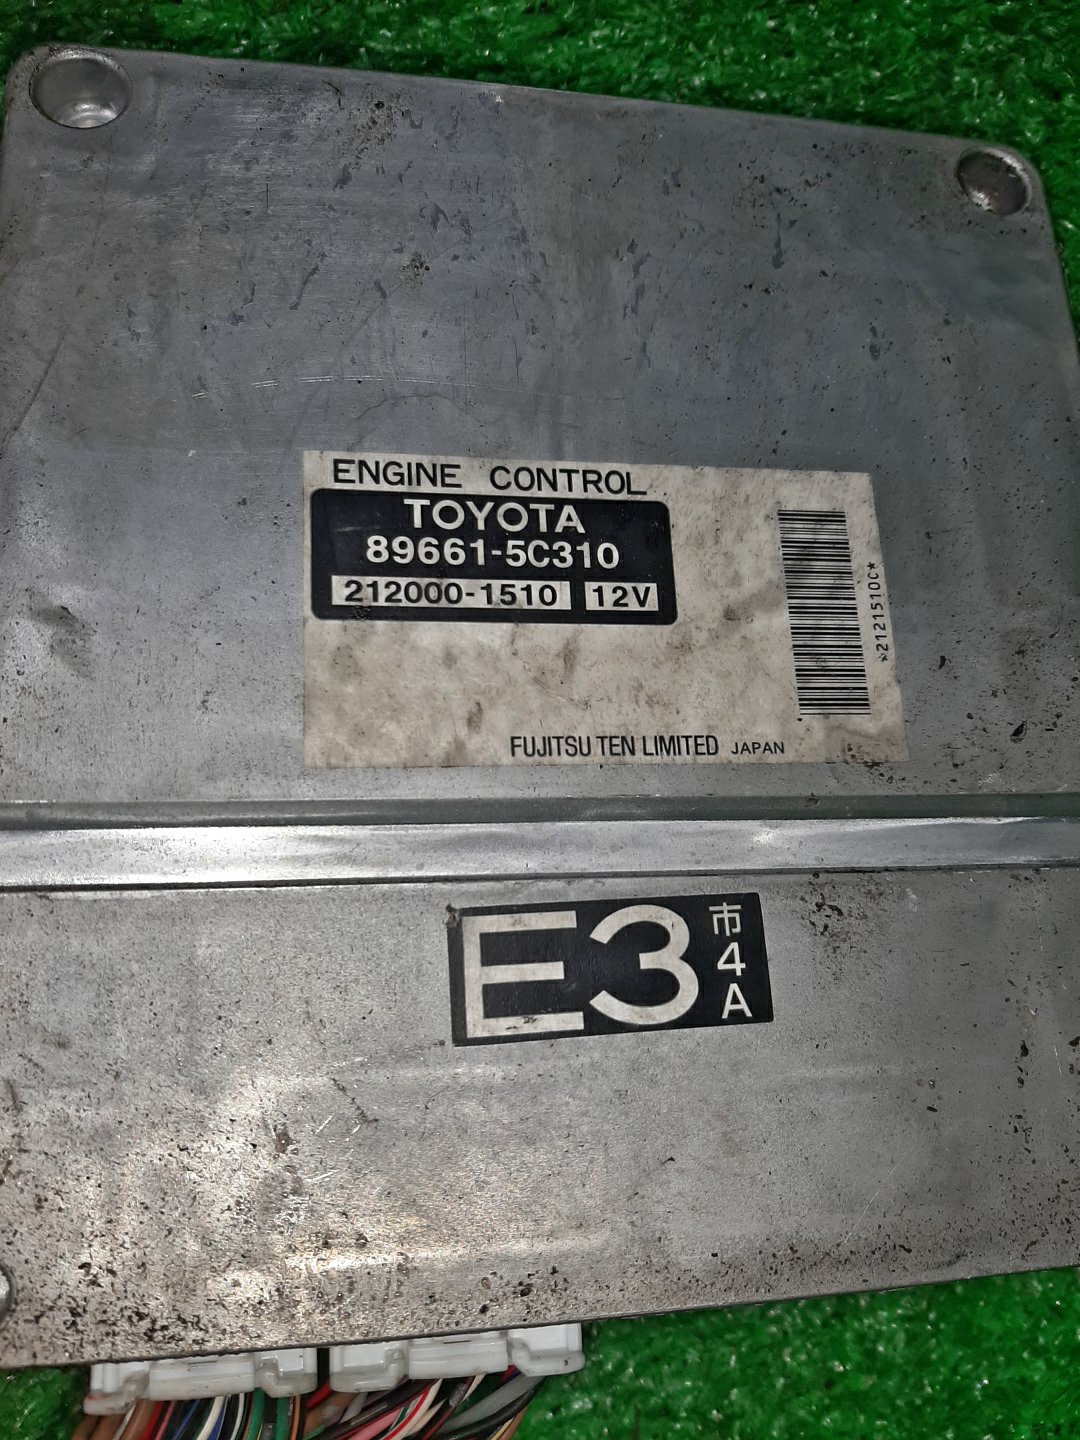 ENGINE CONTROL
TOYOTA
89661-5C310
212000-1510 12V
*2121510C*
FUJITSU TEN LIMITED JAPAN
E3
市
4
A